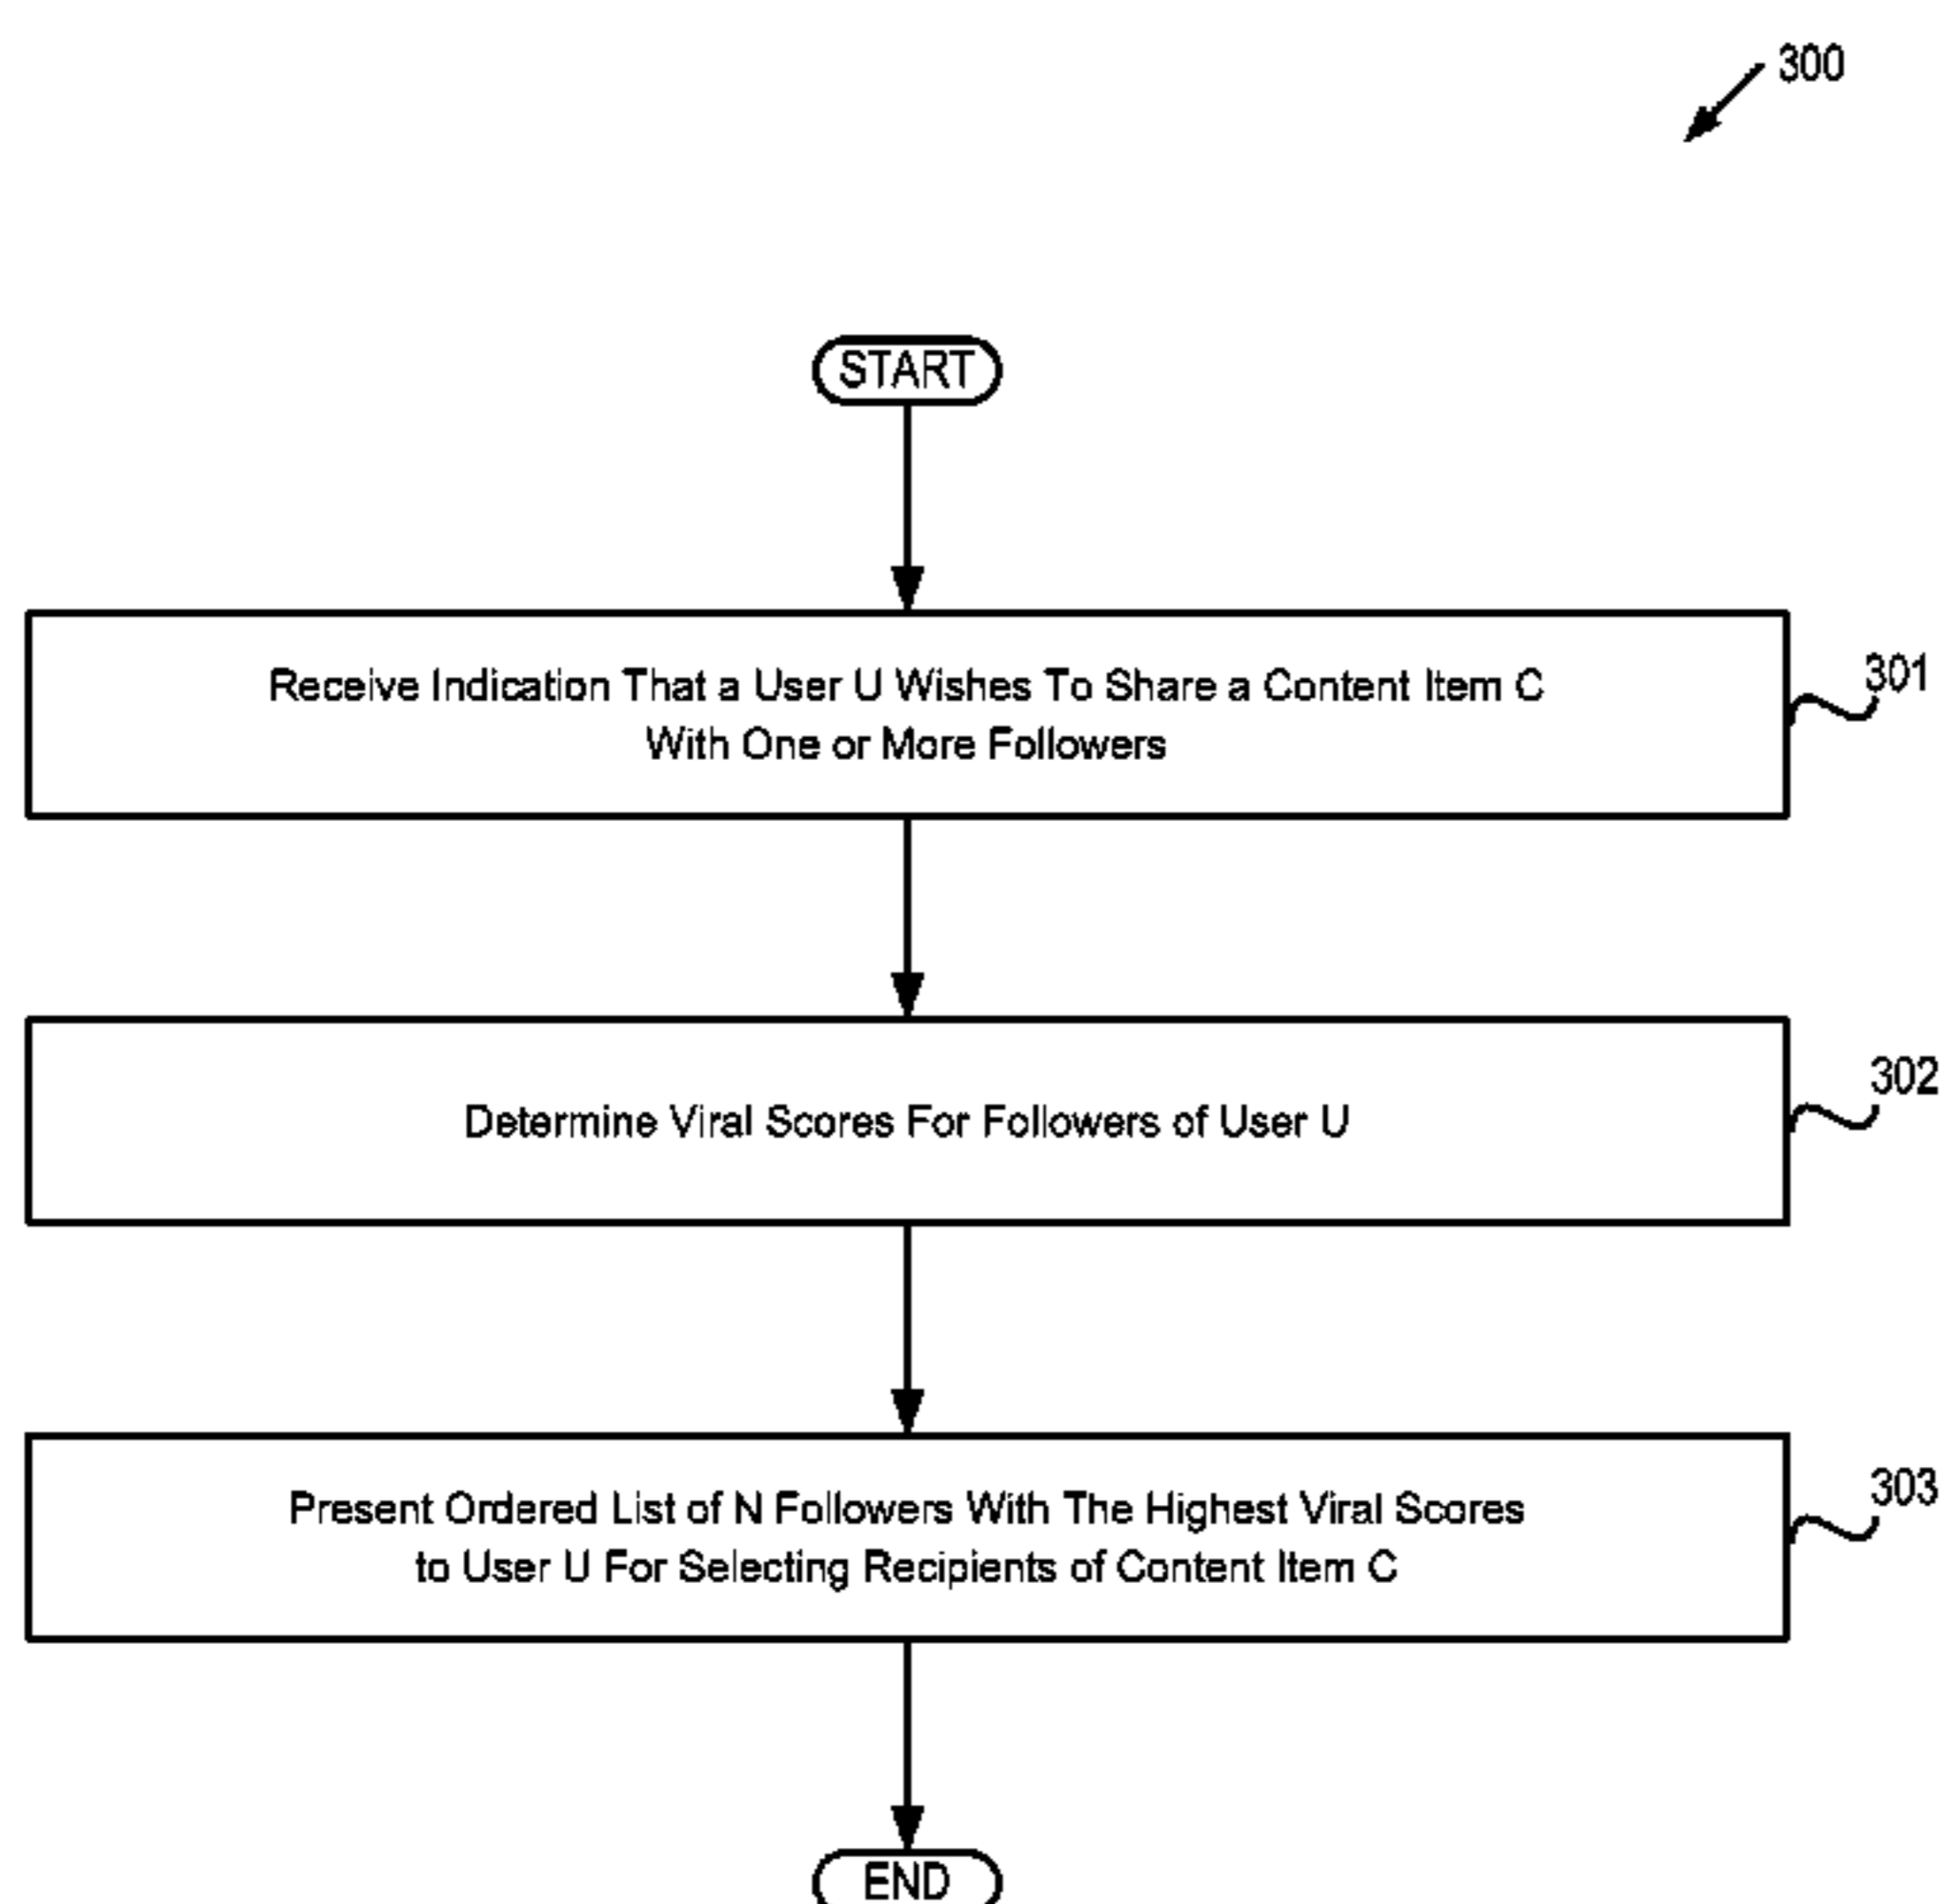 300
START
Receive Indication That a User U Wishes To Share a Content Item C
With One or More Followers
301
Determine Viral Scores For Followers of User U
302
Present Ordered List of N Followers With The Highest Viral Scores
to User U For Selecting Recipients of Content Item C
303
END